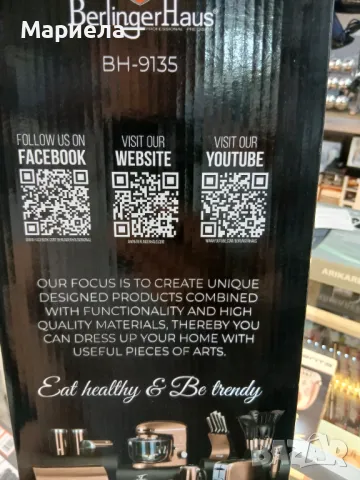 Мариела
BerlingerHaus
BH-9135
FOLLOW US ON
FACEBOOK
VISIT OUR
WEBSITE
VISIT OUR
YOUTUBE
OUR FOCUS IS TO CREATE UNIQUE
DESIGNED PRODUCTS COMBINED
WITH FUNCTIONALITY AND HIGH
QUALITY MATERIALS, THEREBY YOU
CAN DRESS UP YOUR HOME WITH
USEFUL PIECES OF ARTS.
Eat healthy & Be trendy
BAZAR